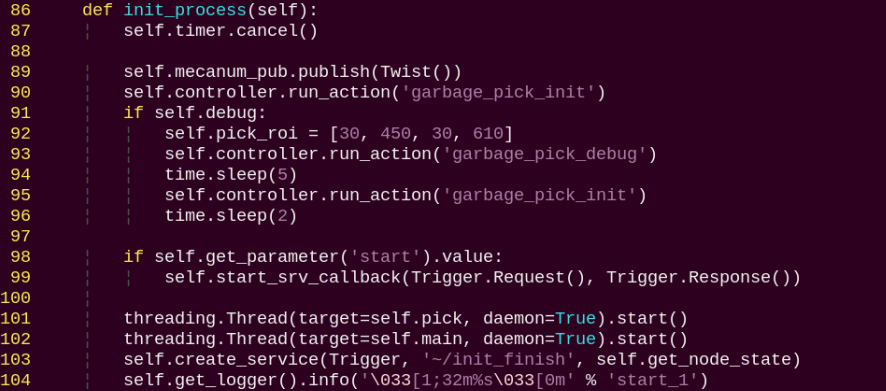 86     def init_process(self):
87     ¦   self.timer.cancel()
88
89     ¦   self.mecanum_pub.publish(Twist())
90     ¦   self.controller.run_action('garbage_pick_init')
91     ¦   if self.debug:
92     ¦   ¦   self.pick_roi = [30, 450, 30, 610]
93     ¦   ¦   self.controller.run_action('garbage_pick_debug')
94     ¦   ¦   time.sleep(5)
95     ¦   ¦   self.controller.run_action('garbage_pick_init')
96     ¦   ¦   time.sleep(2)
97
98     ¦   if self.get_parameter('start').value:
99     ¦   ¦   self.start_srv_callback(Trigger.Request(), Trigger.Response())
100    ¦
101    ¦   threading.Thread(target=self.pick, daemon=True).start()
102    ¦   threading.Thread(target=self.main, daemon=True).start()
103    ¦   self.create_service(Trigger, '~/init_finish', self.get_node_state)
104    ¦   self.get_logger().info('\033[1;32m%s\033[0m' % 'start_1')